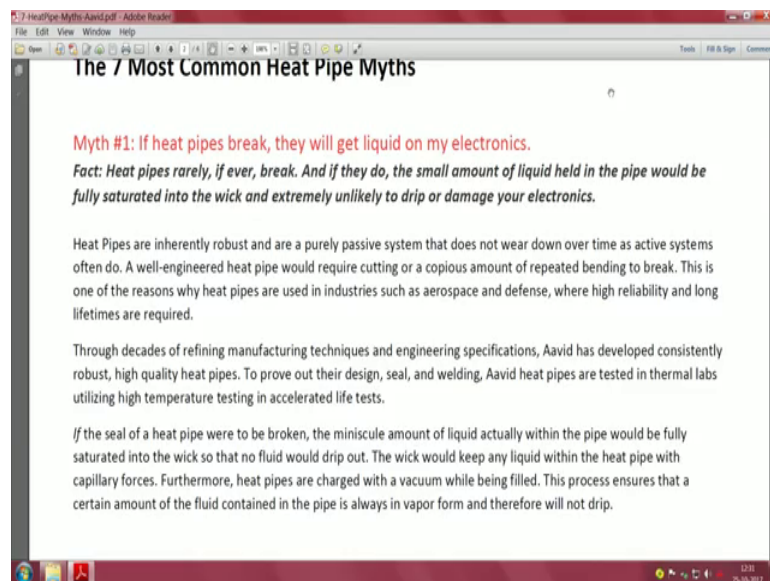 7-HeatPipe-Myths-Aavid.pdf - Adobe Reader
File Edit View Window Help
Open
Tools Fill & Sign Comment
The 7 Most Common Heat Pipe Myths
Myth #1: If heat pipes break, they will get liquid on my electronics.
Fact: Heat pipes rarely, if ever, break. And if they do, the small amount of liquid held in the pipe would be
fully saturated into the wick and extremely unlikely to drip or damage your electronics.
Heat Pipes are inherently robust and are a purely passive system that does not wear down over time as active systems
often do. A well-engineered heat pipe would require cutting or a copious amount of repeated bending to break. This is
one of the reasons why heat pipes are used in industries such as aerospace and defense, where high reliability and long
lifetimes are required.
Through decades of refining manufacturing techniques and engineering specifications, Aavid has developed consistently
robust, high quality heat pipes. To prove out their design, seal, and welding, Aavid heat pipes are tested in thermal labs
utilizing high temperature testing in accelerated life tests.
If the seal of a heat pipe were to be broken, the miniscule amount of liquid actually within the pipe would be fully
saturated into the wick so that no fluid would drip out. The wick would keep any liquid within the heat pipe with
capillary forces. Furthermore, heat pipes are charged with a vacuum while being filled. This process ensures that a
certain amount of the fluid contained in the pipe is always in vapor form and therefore will not drip.
12:31